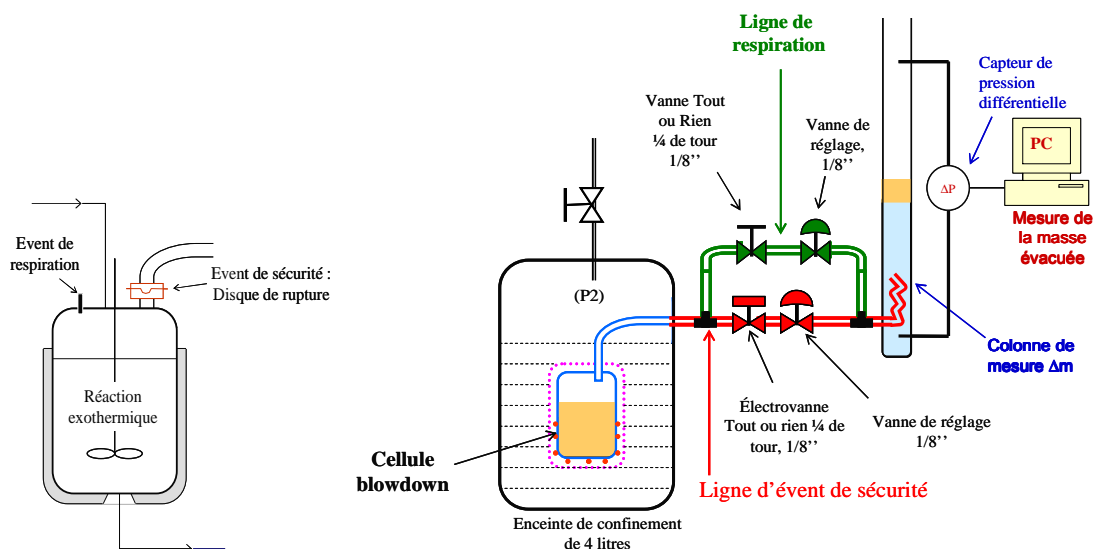 Event de
respiration
Event de sécurité :
Disque de rupture
Réaction
exothermique
Ligne de
respiration
Vanne Tout
ou Rien
¼ de tour
1/8’’
Vanne de
réglage,
1/8’’
Capteur de
pression
différentielle
PC
ΔP
Mesure de
la masse
évacuée
(P2)
Colonne de
mesure Δm
Électrovanne
Tout ou rien ¼ de
tour, 1/8’’
Vanne de réglage
1/8’’
Cellule
blowdown
Ligne d’évent de sécurité
Enceinte de confinement
de 4 litres